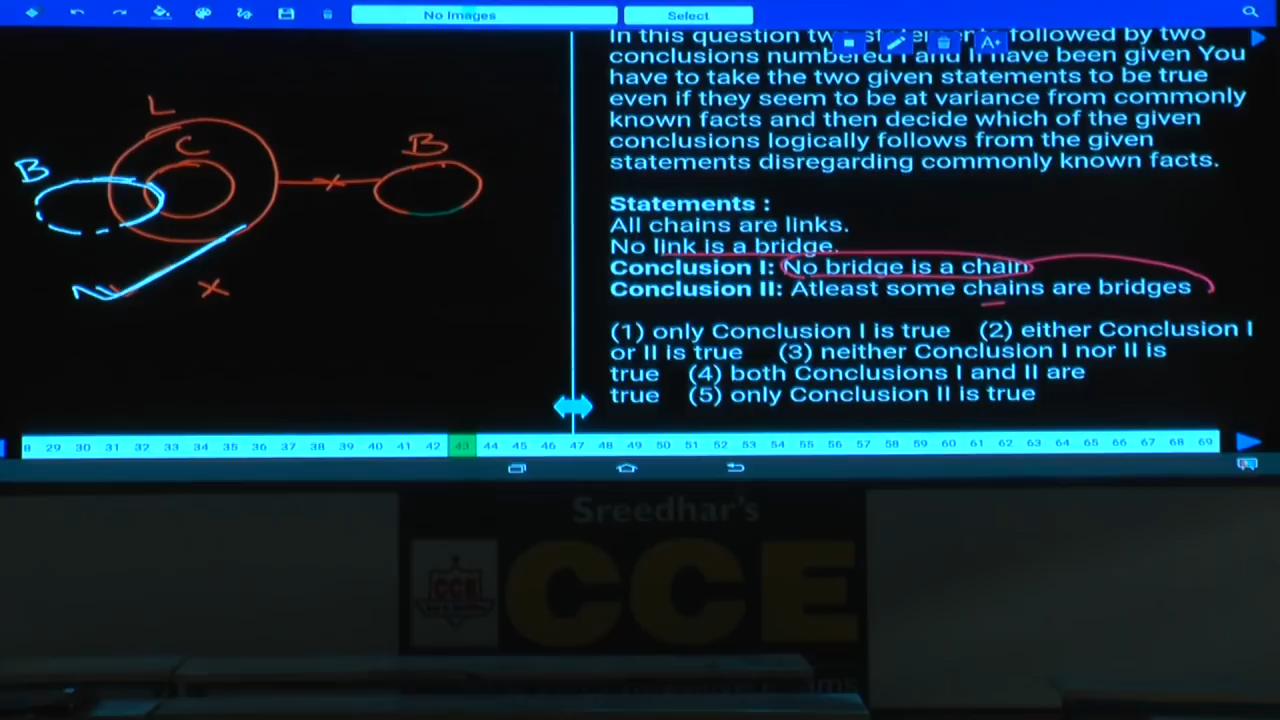 No Images
Select
In this question two statements followed by two
conclusions numbered I and II have been given You
have to take the two given statements to be true
even if they seem to be at variance from commonly
known facts and then decide which of the given
conclusions logically follows from the given
statements disregarding commonly known facts.
Statements :
All chains are links.
No link is a bridge.
Conclusion I: No bridge is a chain
Conclusion II: Atleast some chains are bridges
(1) only Conclusion I is true (2) either Conclusion I
or II is true (3) neither Conclusion I nor II is
true (4) both Conclusions I and II are
true (5) only Conclusion II is true
L
C
B
B
A+
8 29 30 31 32 33 34 35 36 37 38 39 40 41 42 43 44 45 46 47 48 49 50 51 52 53 54 55 56 57 58 59 60 61 62 63 64 65 66 67 68 69
Sreedhar's
CCE
CCE